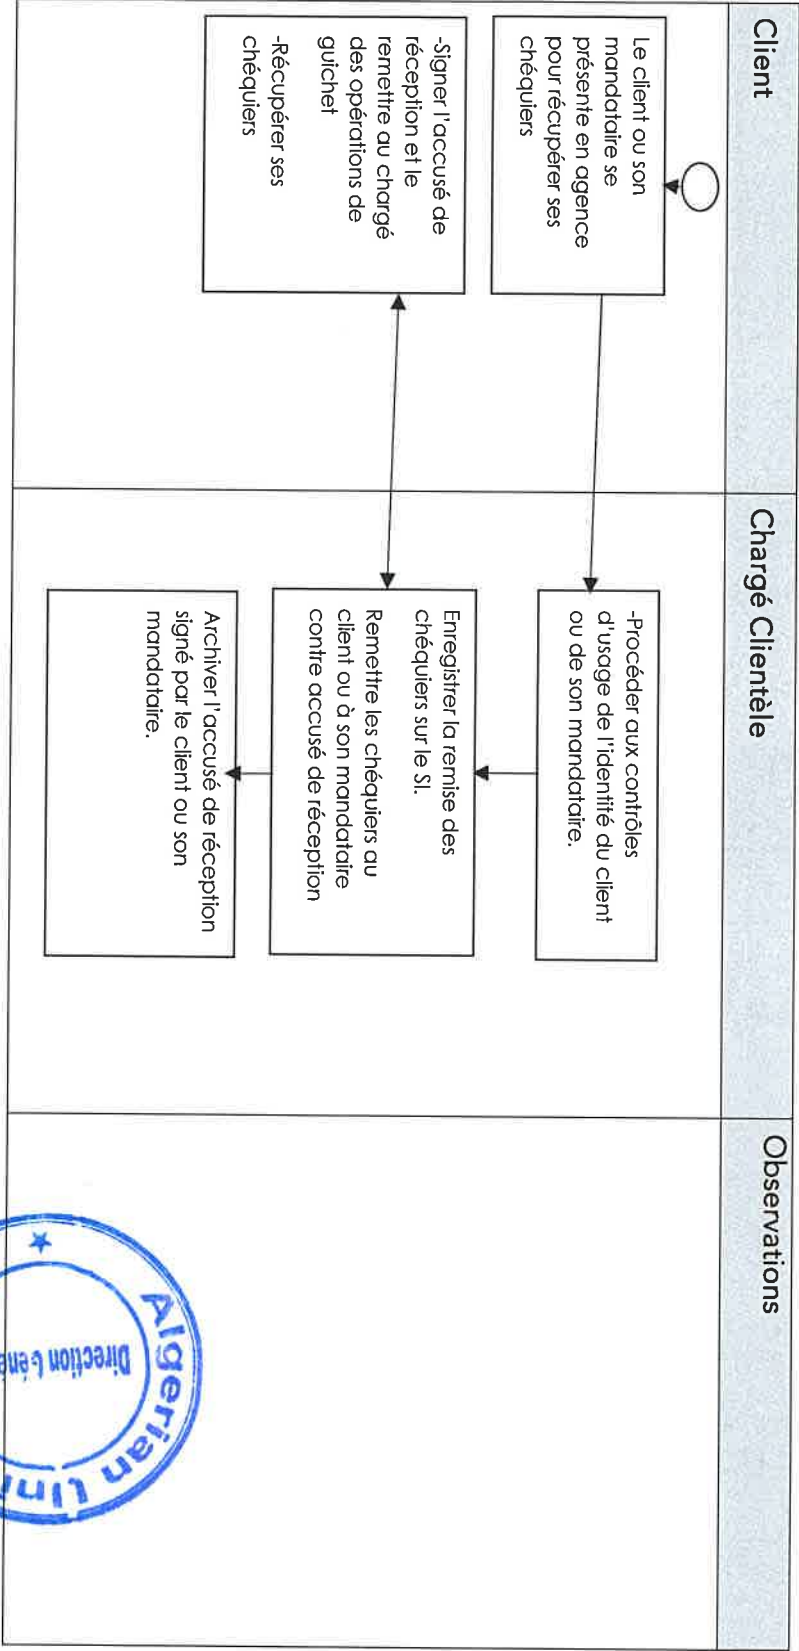 Client
Chargé Clientèle
Observations
Le client ou son
mandataire se
présente en agence
pour récupérer ses
chéquiers
-Procéder aux contrôles
d'usage de l'identité du client
ou de son mandataire.
-Signer l'accusé de
réception et le
remettre au chargé
des opérations de
guichet
-Récupérer ses
chéquiers
Enregistrer la remise des
chéquiers sur le SI.
Remettre les chéquiers au
client ou à son mandataire
contre accusé de réception
Archiver l'accusé de réception
signé par le client ou son
mandataire.
Algerian
Direction